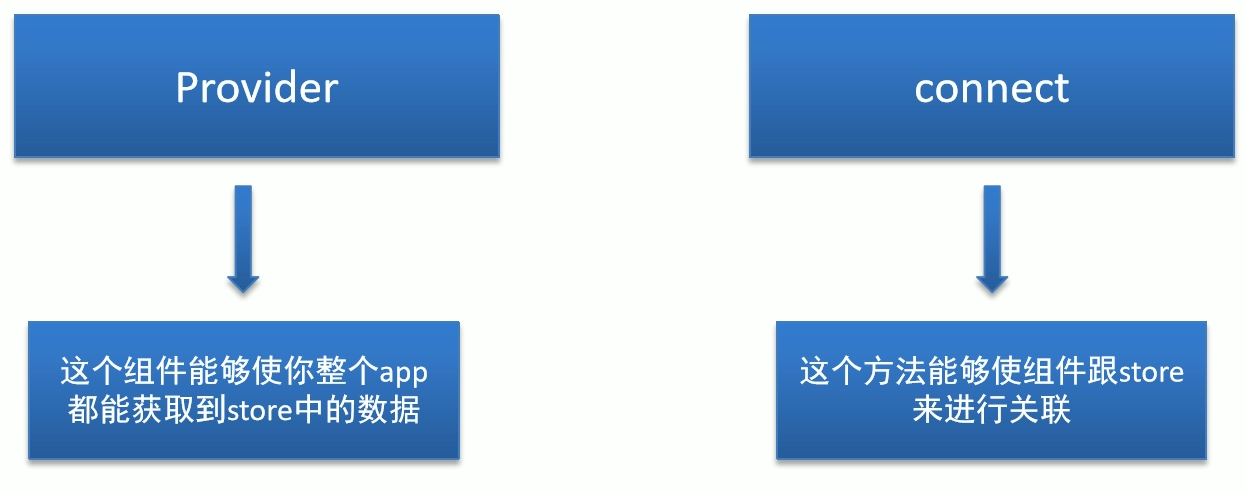 Provider
connect
这个组件能够使你整个app
都能获取到store中的数据
这个方法能够使组件跟store
来进行关联